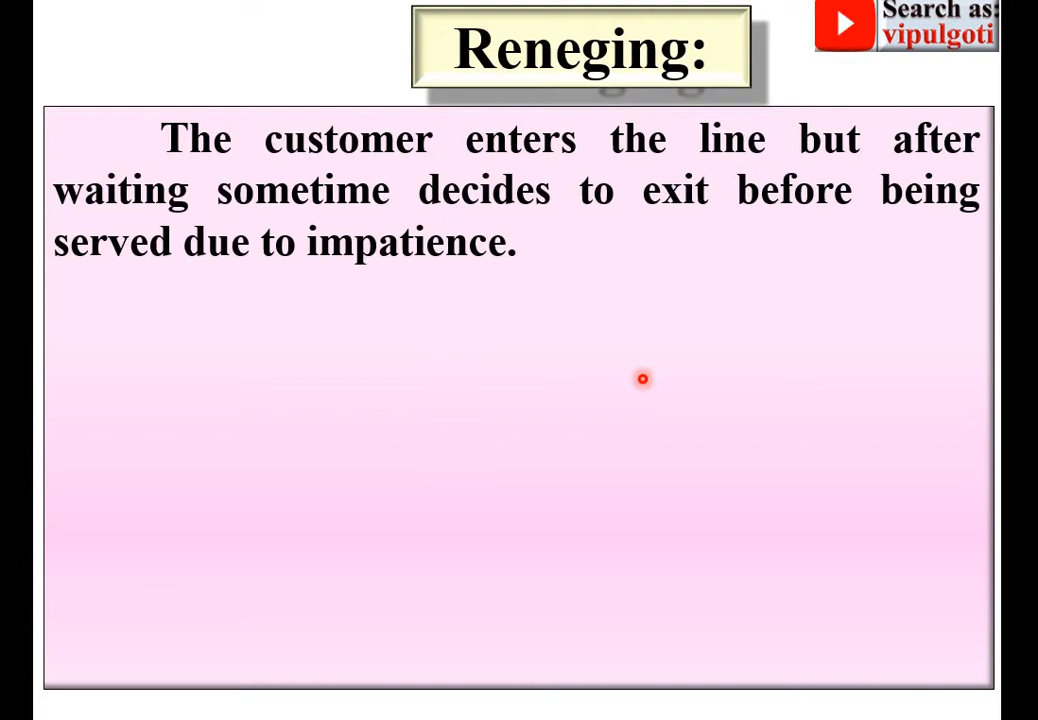 Search as:
vipulgoti
Reneging:
The customer enters the line but after
waiting sometime decides to exit before being
served due to impatience.